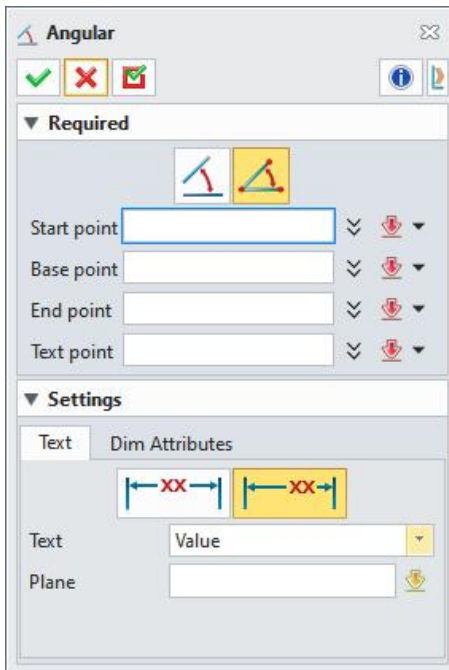 Angular
Required
Start point
Base point
End point
Text point
Settings
Text Dim Attributes
XX XX
Text Value
Plane